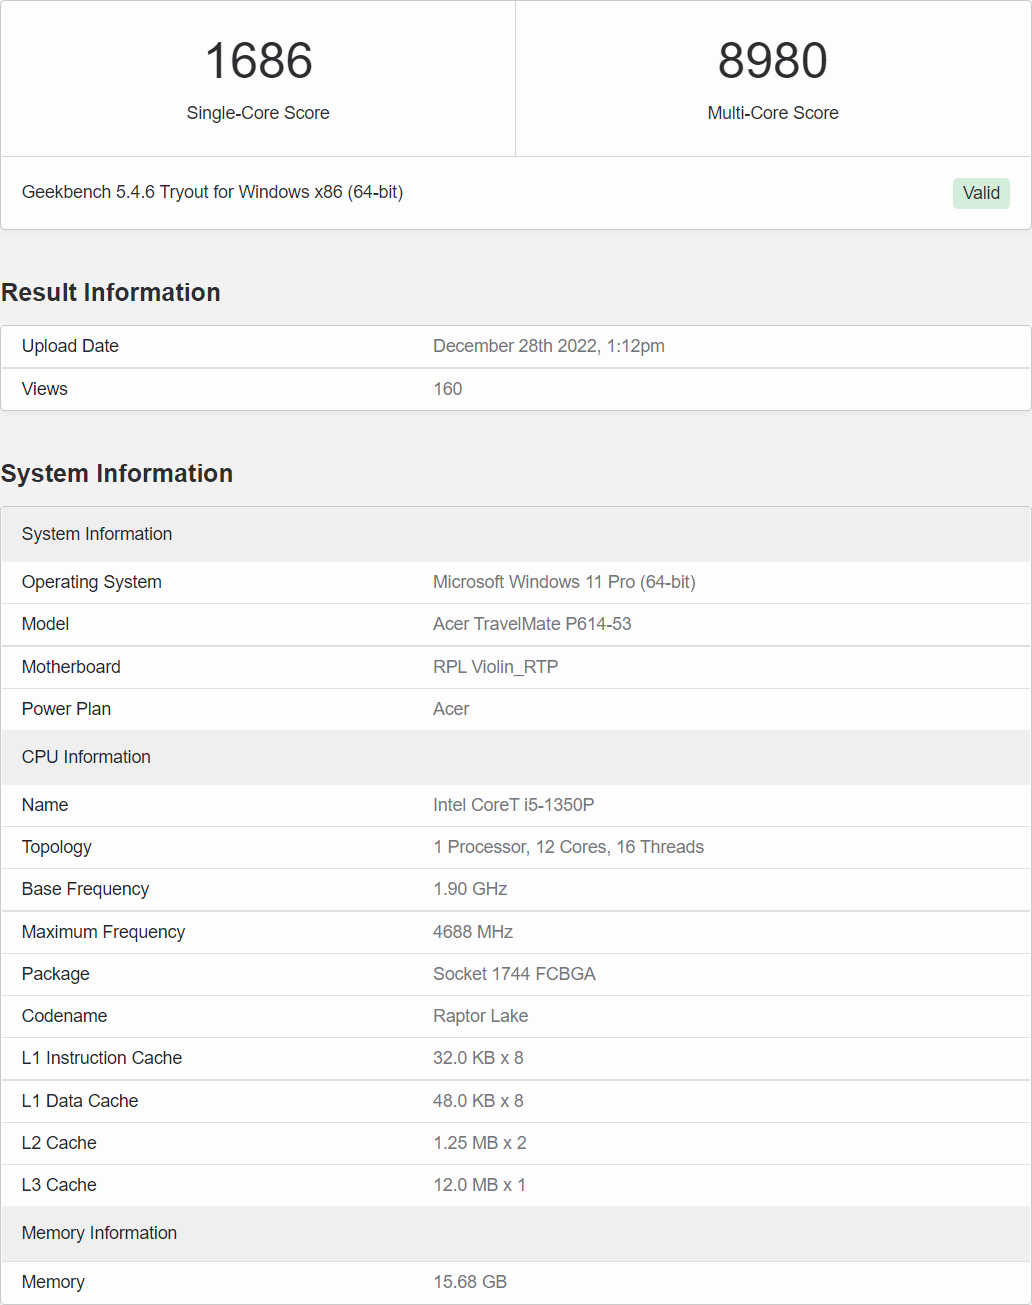 1686 8980
Single-Core Score Multi-Core Score
Geekbench 5.4.6 Tryout for Windows x86 (64-bit) Valid
Result Information
Upload Date December 28th 2022, 1:12pm
Views 160
System Information
System Information
Operating System Microsoft Windows 11 Pro (64-bit)
Model Acer TravelMate P614-53
Motherboard RPL Violin_RTP
Power Plan Acer
CPU Information
Name Intel CoreT i5-1350P
Topology 1 Processor, 12 Cores, 16 Threads
Base Frequency 1.90 GHz
Maximum Frequency 4688 MHz
Package Socket 1744 FCBGA
Codename Raptor Lake
L1 Instruction Cache 32.0 KB x 8
L1 Data Cache 48.0 KB x 8
L2 Cache 1.25 MB x 2
L3 Cache 12.0 MB x 1
Memory Information
Memory 15.68 GB